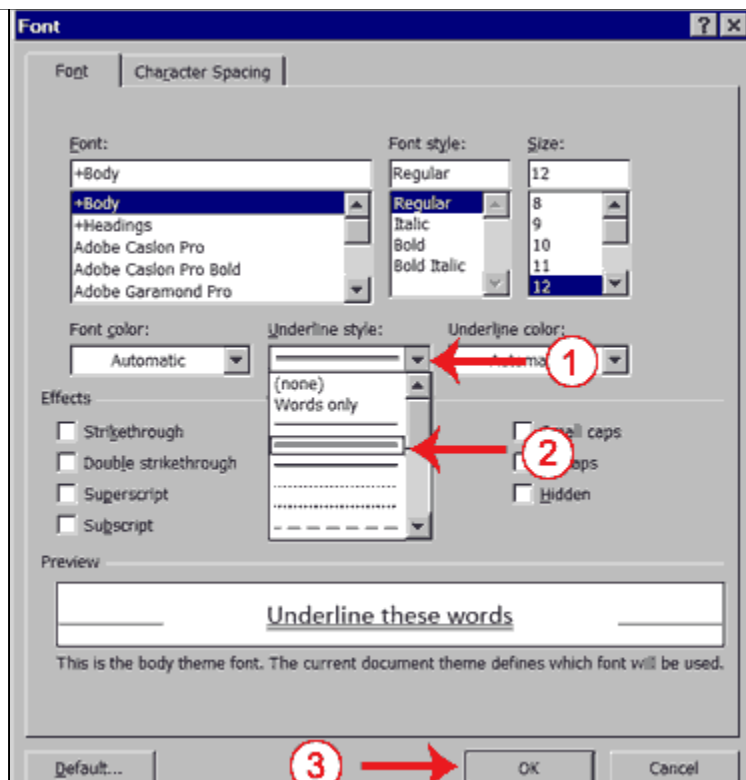 Font
Font Character Spacing
Font: Font style: Size:
+Body Regular 12
+Body Regular 8
+Headings Italic 9
Adobe Caslon Pro Bold 10
Adobe Caslon Pro Bold Bold Italic 11
Adobe Garamond Pro 12
Font color: Underline style: Underline color:
Automatic 1
(none)
Effects Words only
Strikethrough caps
Double strikethrough 2
Superscript Hidden
Subscript
Preview
Underline these words
This is the body theme font. The current document theme defines which font will be used.
Default... 3 OK Cancel